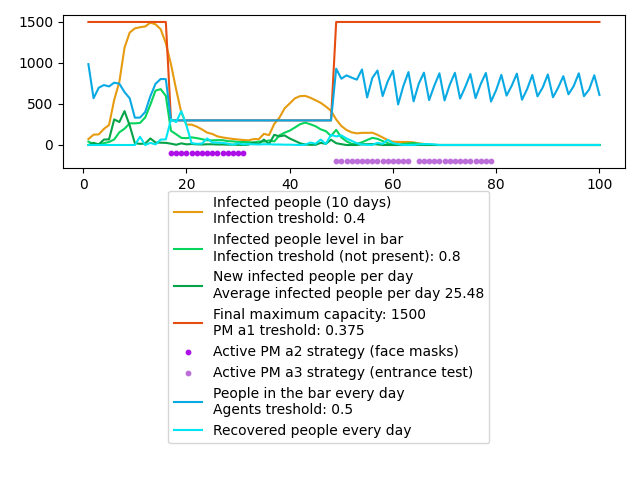 1500
1000
500
0
0 20 40 60 80 100
Infected people (10 days)
Infection treshold: 0.4
Infected people level in bar
Infection treshold (not present): 0.8
New infected people per day
Average infected people per day 25.48
Final maximum capacity: 1500
PM a1 treshold: 0.375
Active PM a2 strategy (face masks)
Active PM a3 strategy (entrance test)
People in the bar every day
Agents treshold: 0.5
Recovered people every day